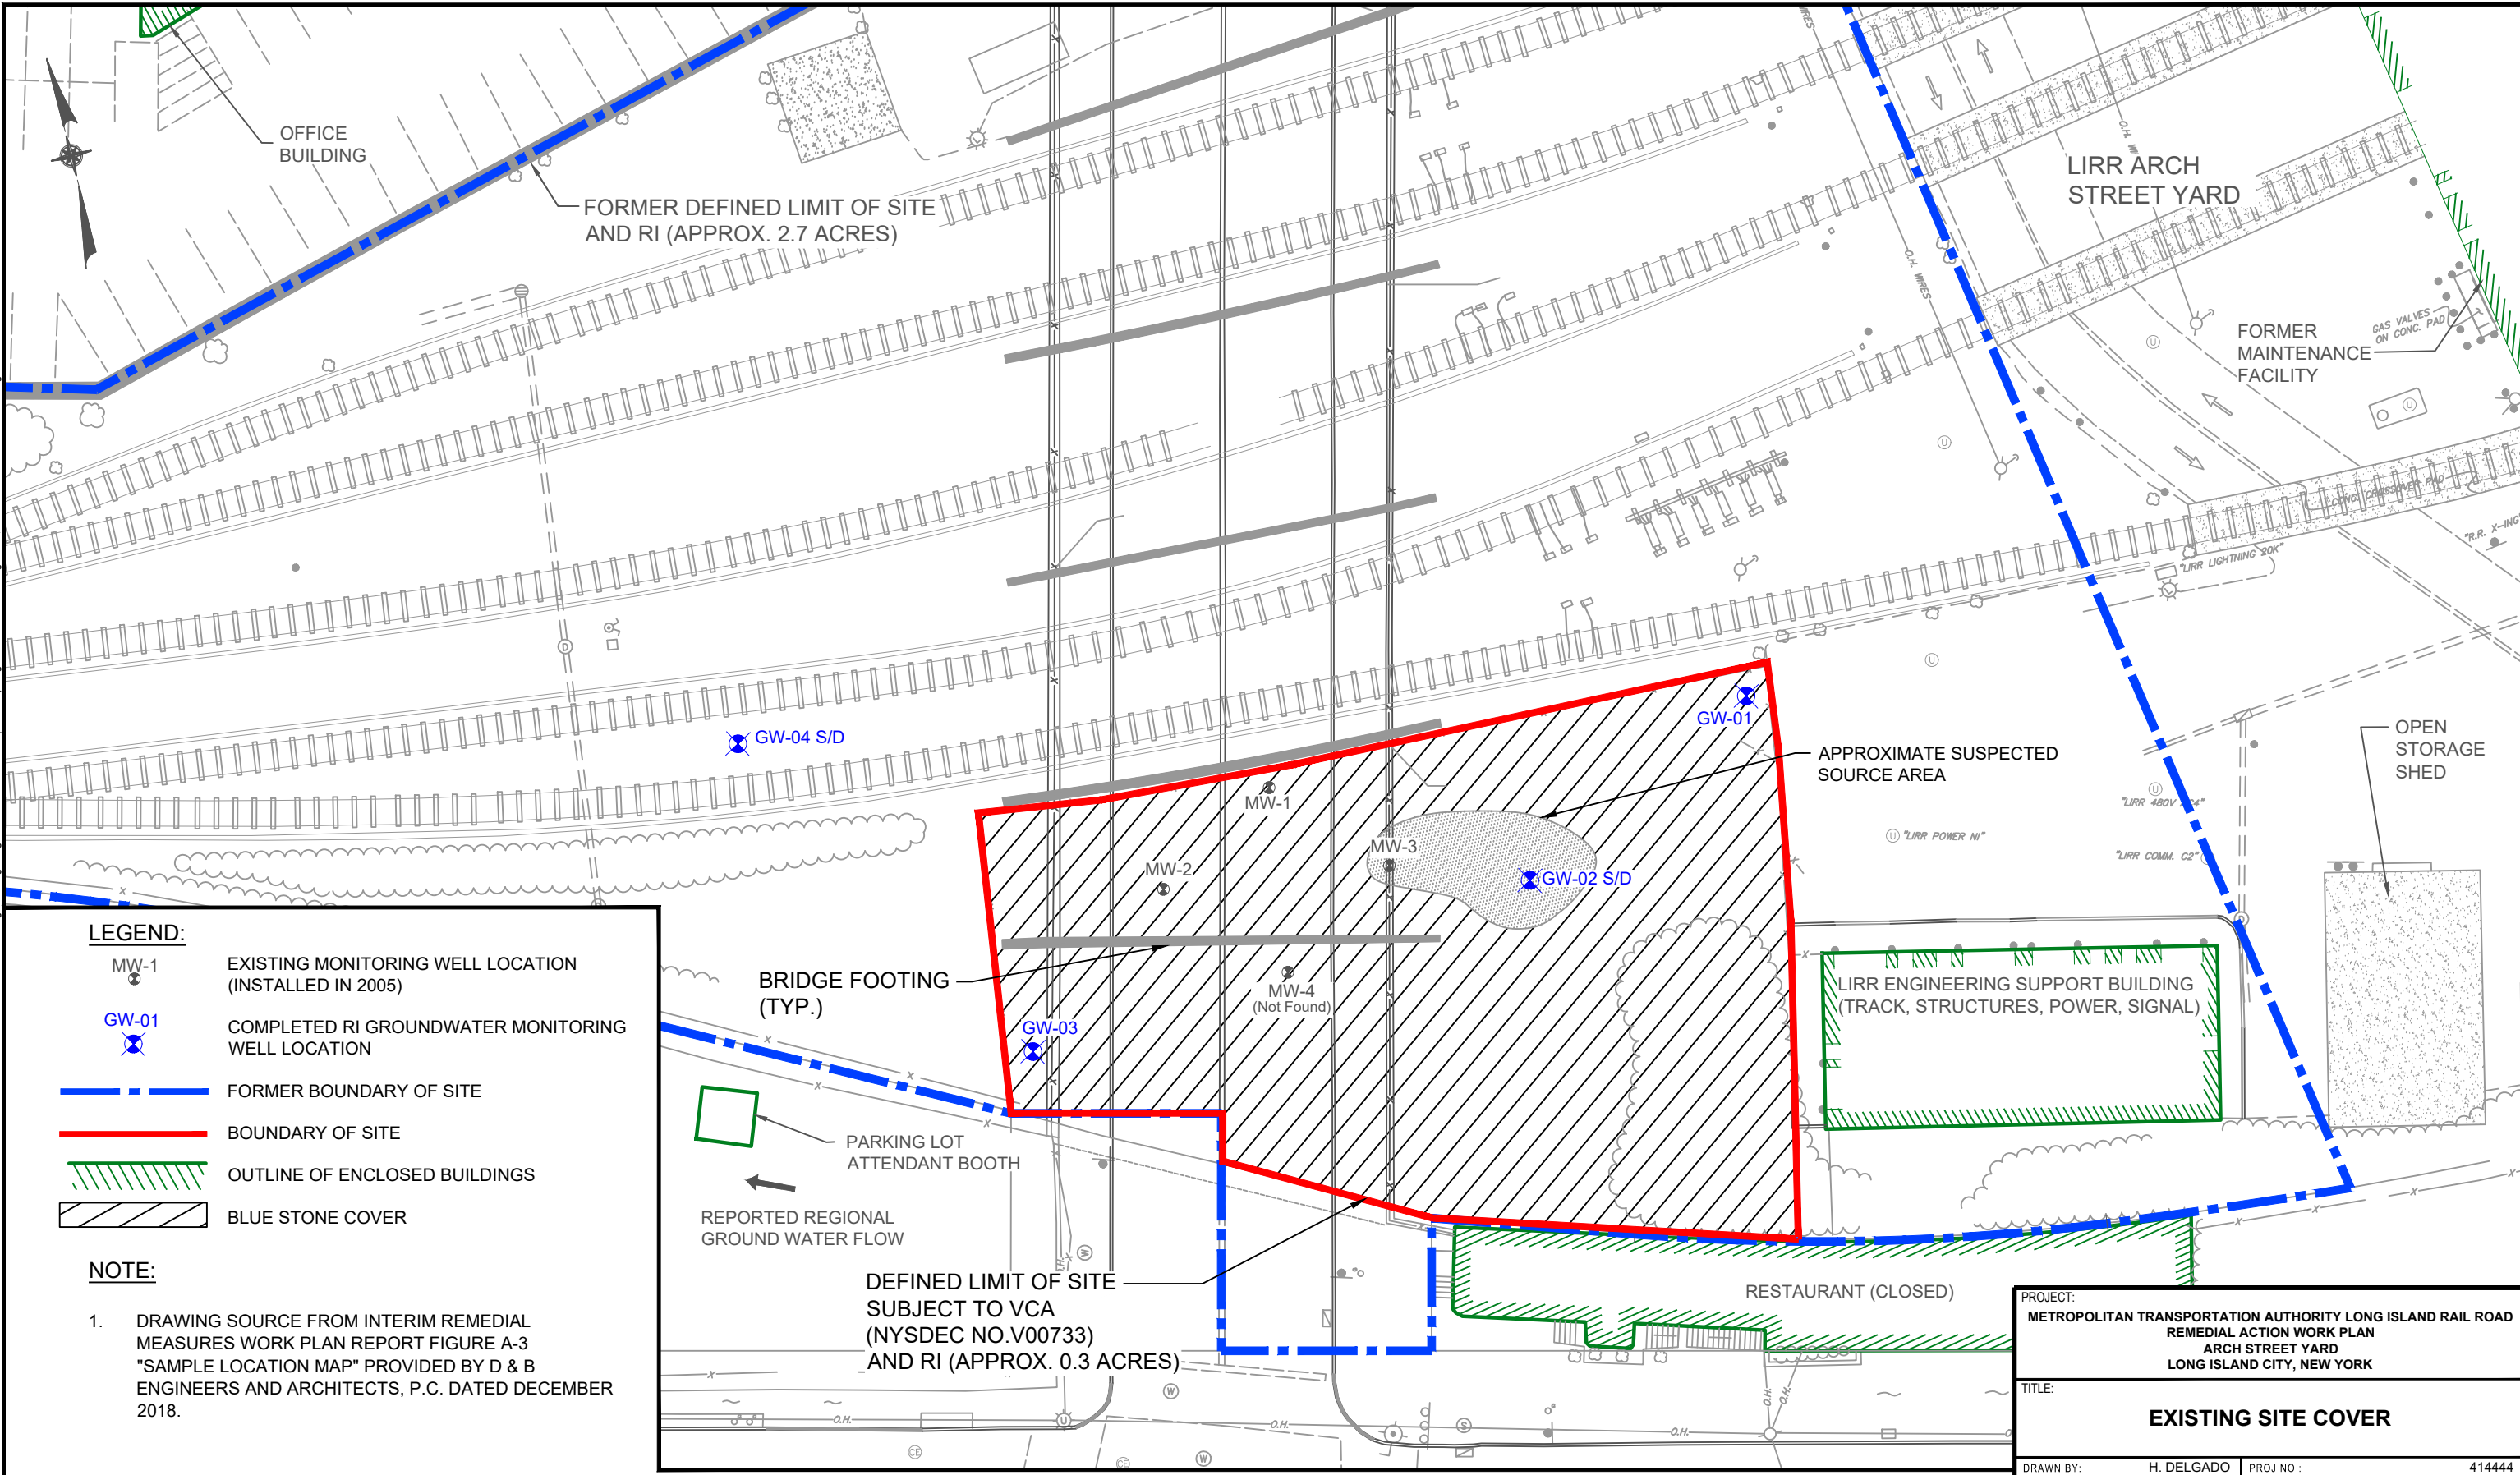 OFFICE
BUILDING
FORMER DEFINED LIMIT OF SITE
AND RI (APPROX. 2.7 ACRES)
WIRES
O.H.
O.H. WIRES
LIRR ARCH
STREET YARD
FORMER
MAINTENANCE
FACILITY
GAS VALVES
ON CONC. PAD
U
U
U
CONC. CROSSOVER PAD
"R.R. X-ING"
"LIRR LIGHTNING 20K"
D
U
GW-04 S/D
GW-01
APPROXIMATE SUSPECTED
SOURCE AREA
OPEN
STORAGE
SHED
MW-1
MW-2
MW-3
GW-02 S/D
U
"LIRR 480V
U "LIRR POWER NI"
"LIRR COMM. C2"
BRIDGE FOOTING
(TYP.)
MW-4
(Not Found)
GW-03
LIRR ENGINEERING SUPPORT BUILDING
(TRACK, STRUCTURES, POWER, SIGNAL)
PARKING LOT
ATTENDANT BOOTH
REPORTED REGIONAL
GROUND WATER FLOW
W
DEFINED LIMIT OF SITE
SUBJECT TO VCA
(NYSDEC NO.V00733)
AND RI (APPROX. 0.3 ACRES)
RESTAURANT (CLOSED)
W
O.H.
U
O.H.
S
O.H.
O.H.
O.H.
CE
CE
W
LEGEND:
MW-1
EXISTING MONITORING WELL LOCATION
(INSTALLED IN 2005)
GW-01
COMPLETED RI GROUNDWATER MONITORING
WELL LOCATION
FORMER BOUNDARY OF SITE
BOUNDARY OF SITE
OUTLINE OF ENCLOSED BUILDINGS
BLUE STONE COVER
NOTE:
1. DRAWING SOURCE FROM INTERIM REMEDIAL
MEASURES WORK PLAN REPORT FIGURE A-3
"SAMPLE LOCATION MAP" PROVIDED BY D & B
ENGINEERS AND ARCHITECTS, P.C. DATED DECEMBER
2018.
PROJECT:
METROPOLITAN TRANSPORTATION AUTHORITY LONG ISLAND RAIL ROAD
REMEDIAL ACTION WORK PLAN
ARCH STREET YARD
LONG ISLAND CITY, NEW YORK
TITLE:
EXISTING SITE COVER
DRAWN BY: H. DELGADO PROJ NO.: 414444